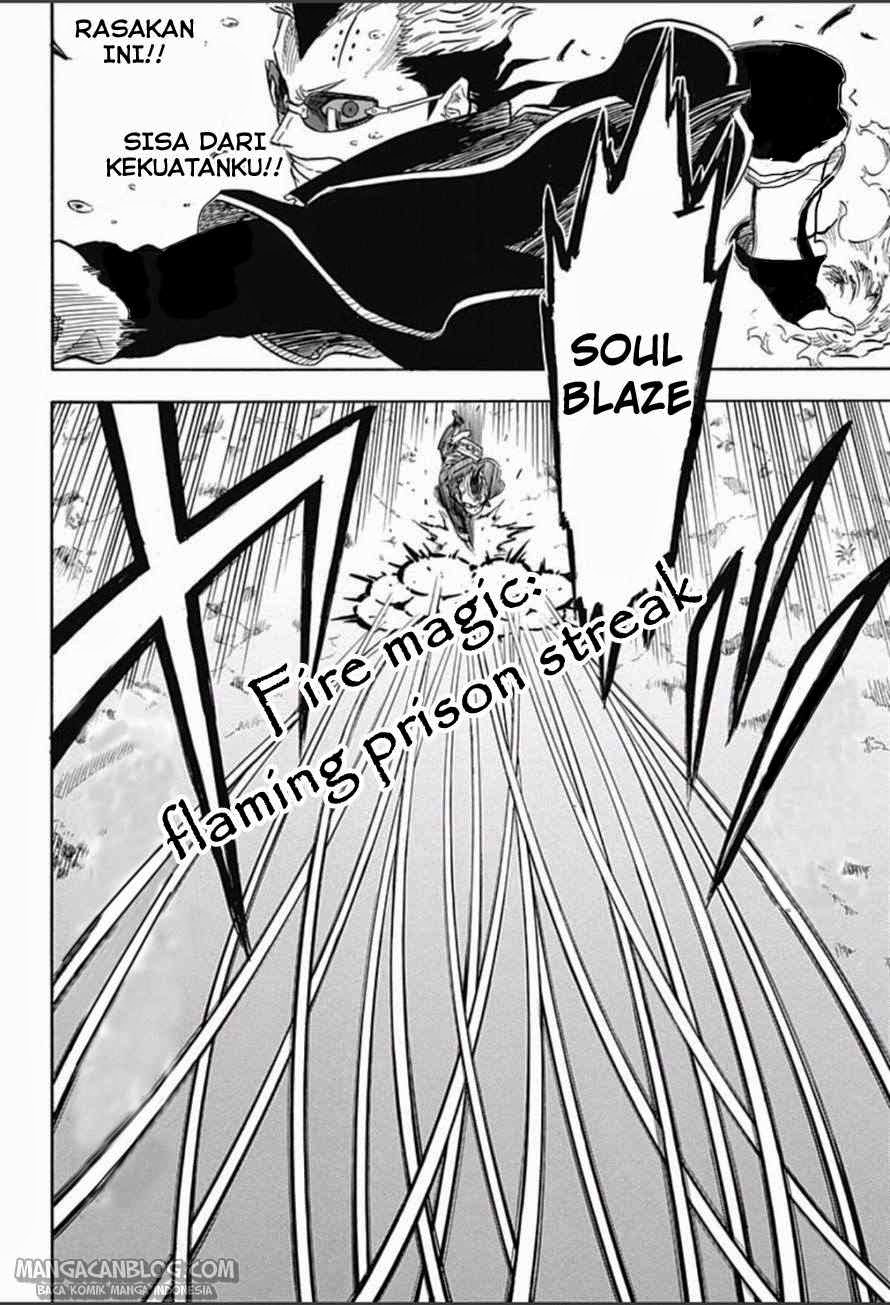 RASAKAN
INI!!
SISA DARI
KEKUATANKU!!
SOUL
BLAZE
Fire magic:
flaming prison streak
MANGACANBLOG.COM
BACA KOMIK MANGA INDONESIA